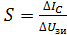 S = ΔI_C / ΔU_зи